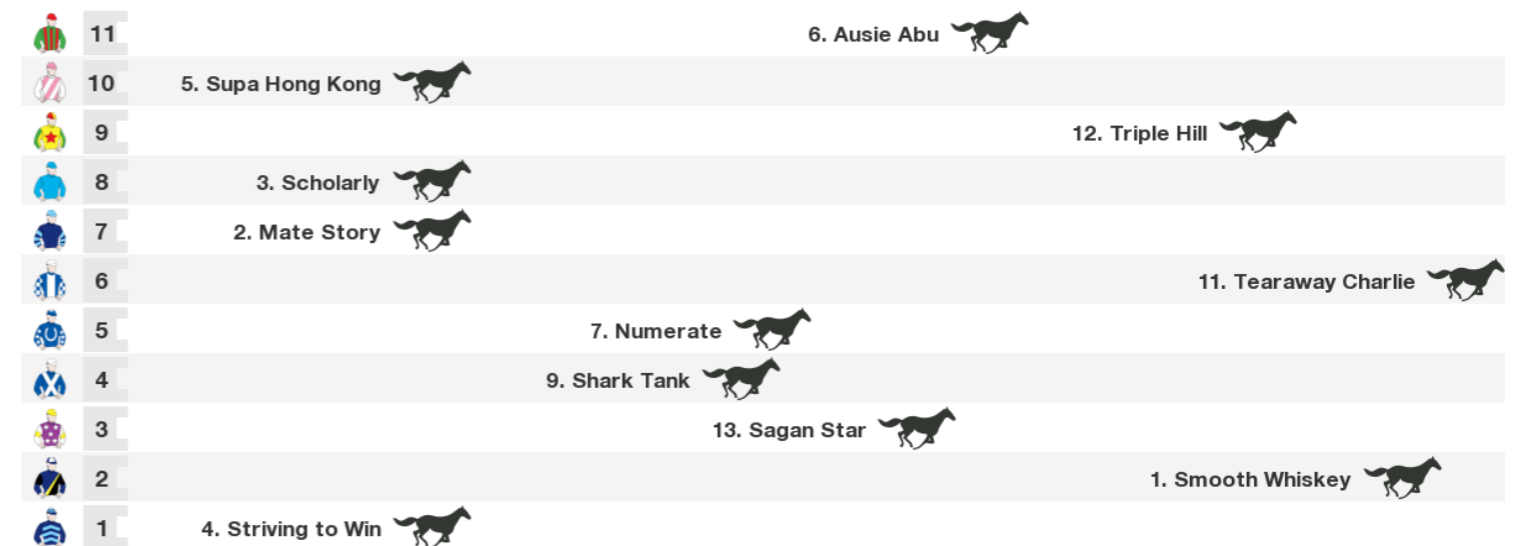 11 6. Ausie Abu
10 5. Supa Hong Kong
9 12. Triple Hill
8 3. Scholarly
7 2. Mate Story
6 11. Tearaway Charlie
5 7. Numerate
4 9. Shark Tank
3 13. Sagan Star
2 1. Smooth Whiskey
1 4. Striving to Win